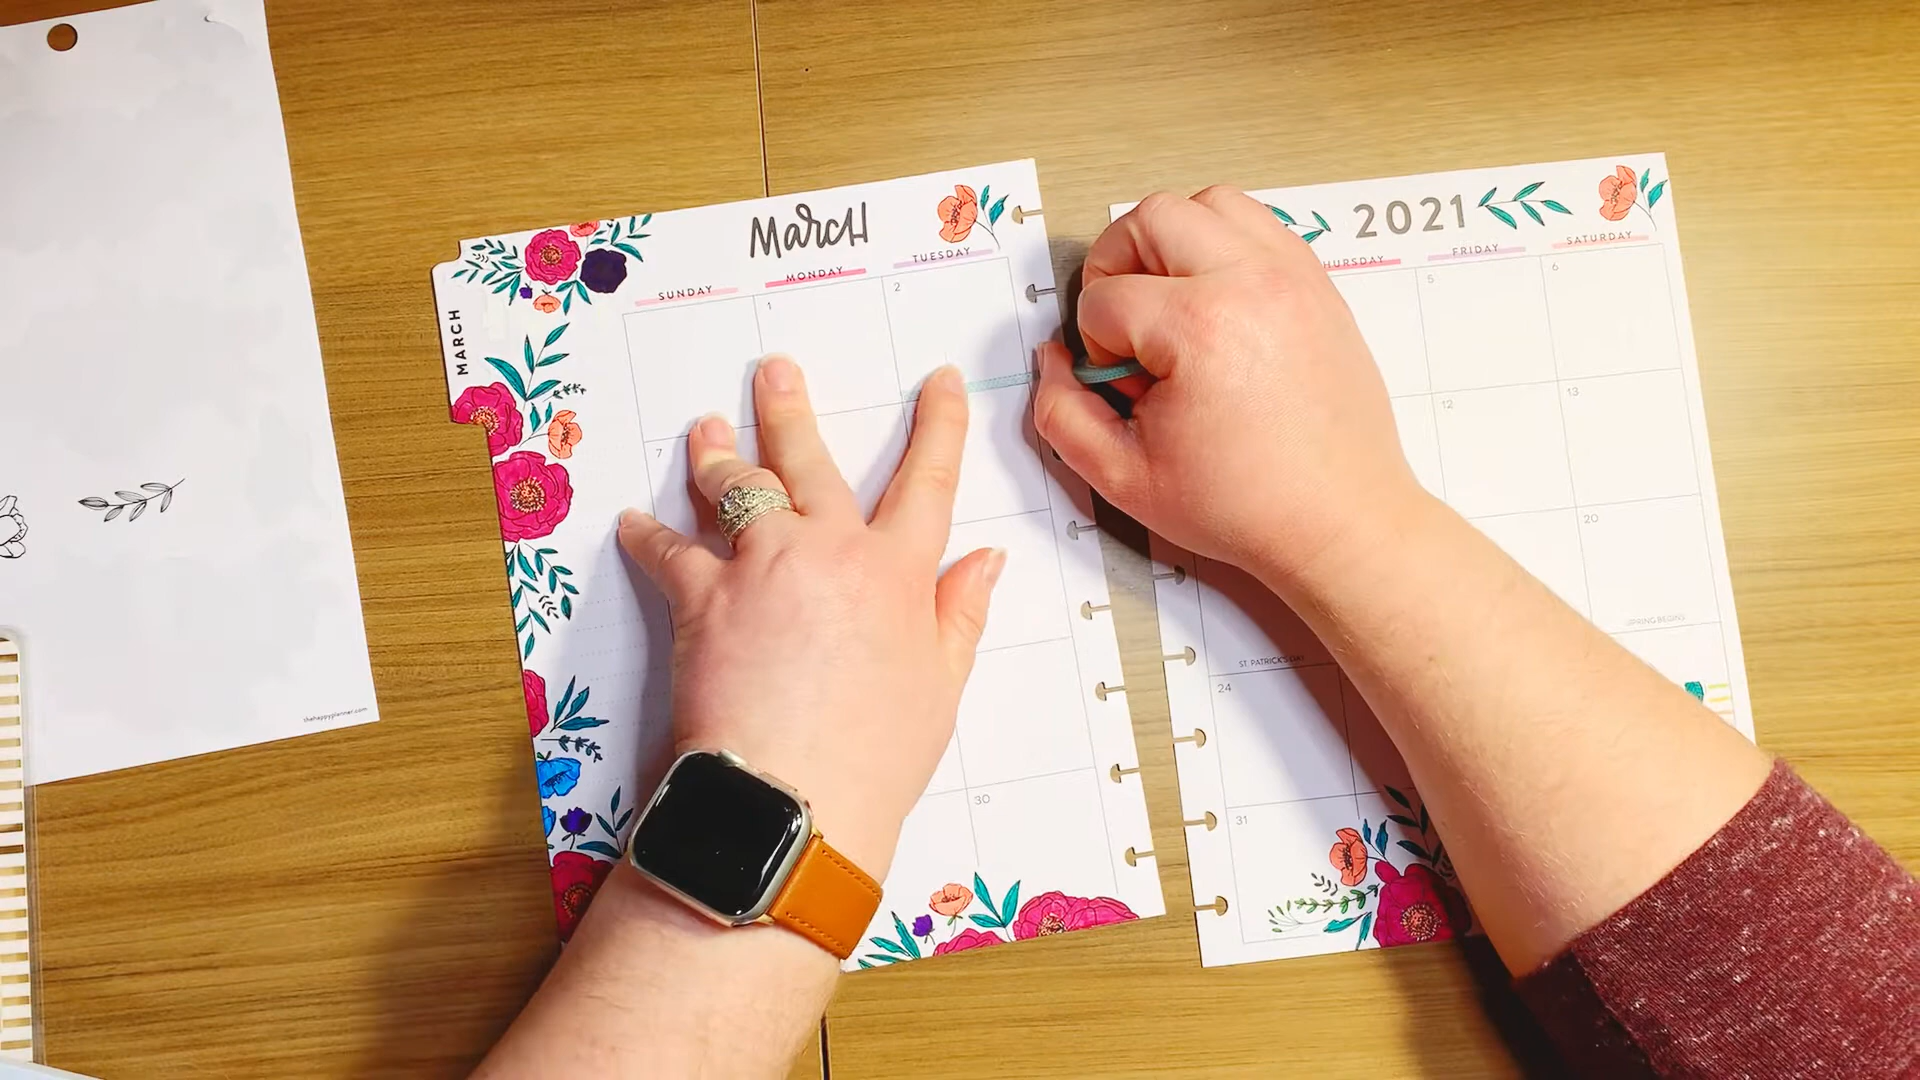 March
2021
MARCH
SUNDAY
MONDAY
TUESDAY
HURSDAY
FRIDAY
SATURDAY
1
2
5
6
7
12
13
20
SPRING BEGINS
ST. PATRICK'S DAY
24
30
31
thehappyplanner.com